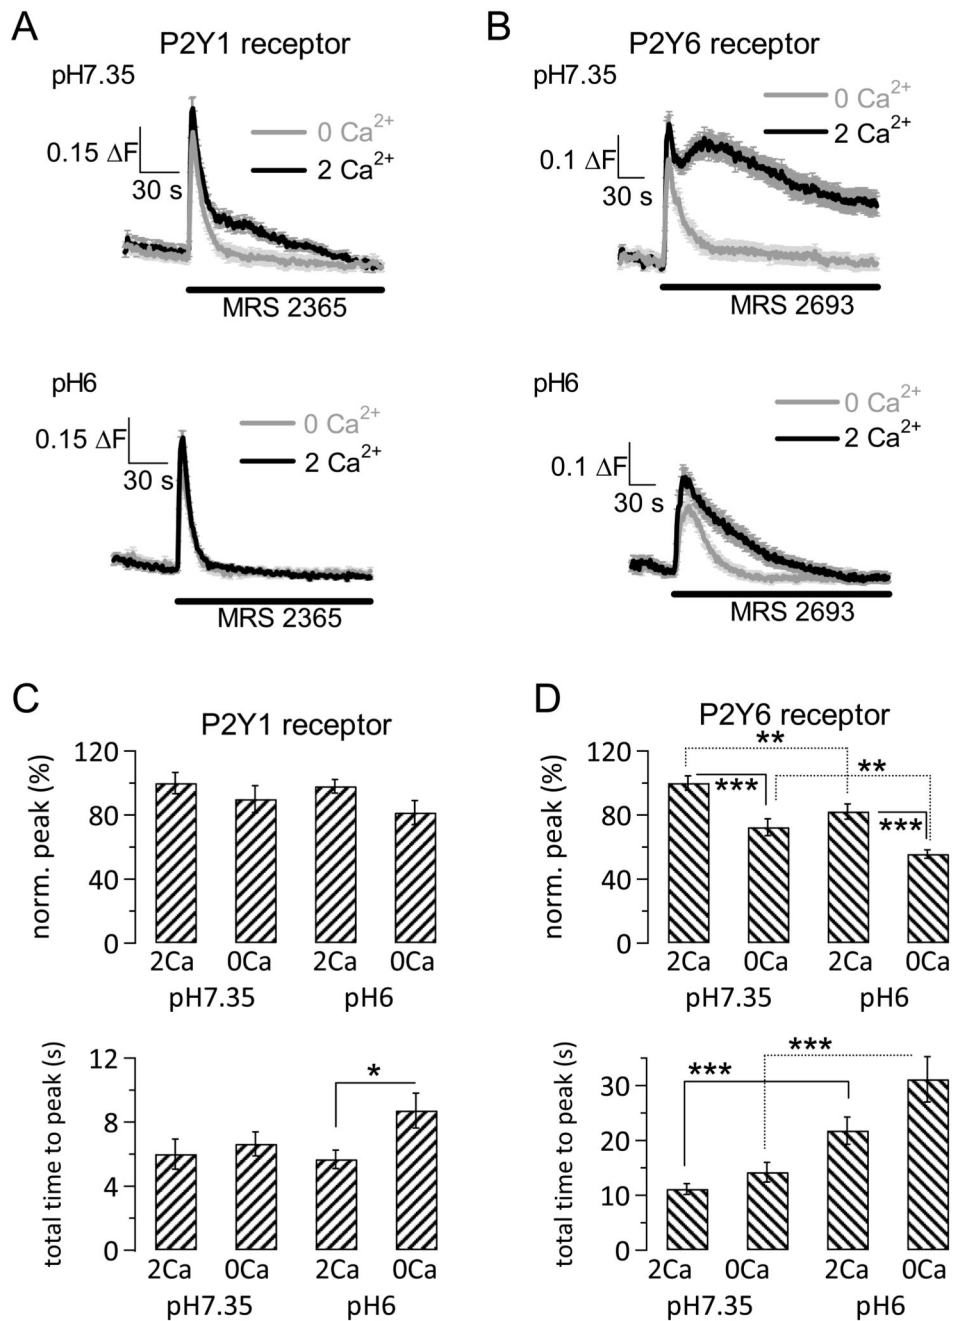 A
P2Y1 receptor
pH7.35
0 Ca2+
2 Ca2+
0.15 ΔF
30 s
MRS 2365
pH6
0 Ca2+
2 Ca2+
0.15 ΔF
30 s
MRS 2365
B
P2Y6 receptor
pH7.35
0 Ca2+
2 Ca2+
0.1 ΔF
30 s
MRS 2693
pH6
0 Ca2+
2 Ca2+
0.1 ΔF
30 s
MRS 2693
C
P2Y1 receptor
norm. peak (%)
120
80
40
0
2Ca 0Ca 2Ca 0Ca
pH7.35 pH6
total time to peak (s)
12
8
4
0
*
2Ca 0Ca 2Ca 0Ca
pH7.35 pH6
D
P2Y6 receptor
norm. peak (%)
120
80
40
0
**
**
***
***
2Ca 0Ca 2Ca 0Ca
pH7.35 pH6
total time to peak (s)
30
20
10
0
***
***
2Ca 0Ca 2Ca 0Ca
pH7.35 pH6